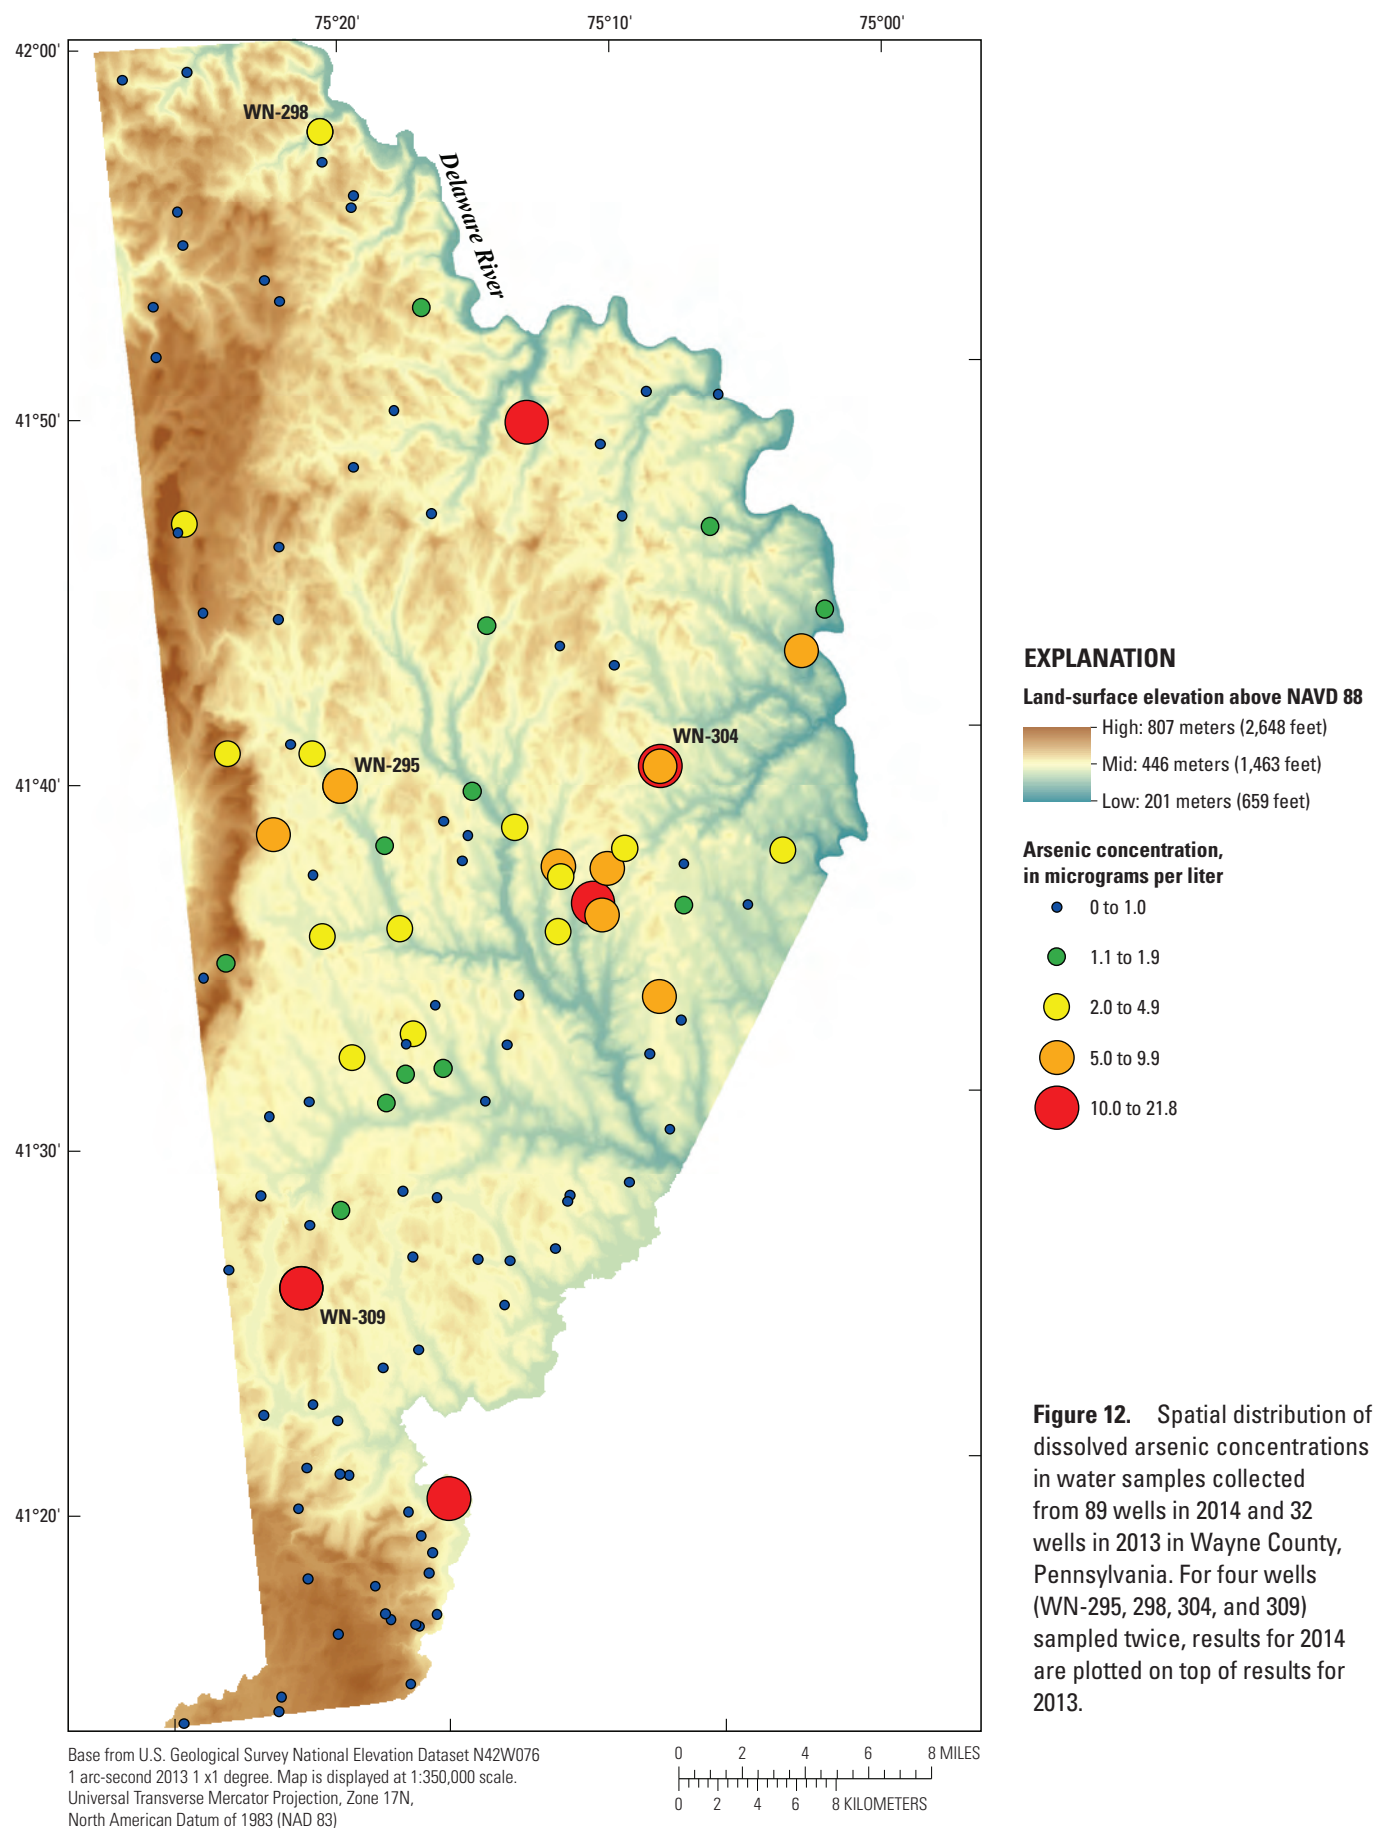 75°20'
75°10'
75°00'
42°00'
WN-298
Delaware River
41°50'
WN-304
WN-295
41°40'
41°30'
WN-309
41°20'
EXPLANATION
Land-surface elevation above NAVD 88
High: 807 meters (2,648 feet)
Mid: 446 meters (1,463 feet)
Low: 201 meters (659 feet)
Arsenic concentration,
in micrograms per liter
0 to 1.0
1.1 to 1.9
2.0 to 4.9
5.0 to 9.9
10.0 to 21.8
Figure 12. Spatial distribution of
dissolved arsenic concentrations
in water samples collected
from 89 wells in 2014 and 32
wells in 2013 in Wayne County,
Pennsylvania. For four wells
(WN-295, 298, 304, and 309)
sampled twice, results for 2014
are plotted on top of results for
2013.
Base from U.S. Geological Survey National Elevation Dataset N42W076
1 arc-second 2013 1 x1 degree. Map is displayed at 1:350,000 scale.
Universal Transverse Mercator Projection, Zone 17N,
North American Datum of 1983 (NAD 83)
0 2 4 6 8 MILES
0 2 4 6 8 KILOMETERS